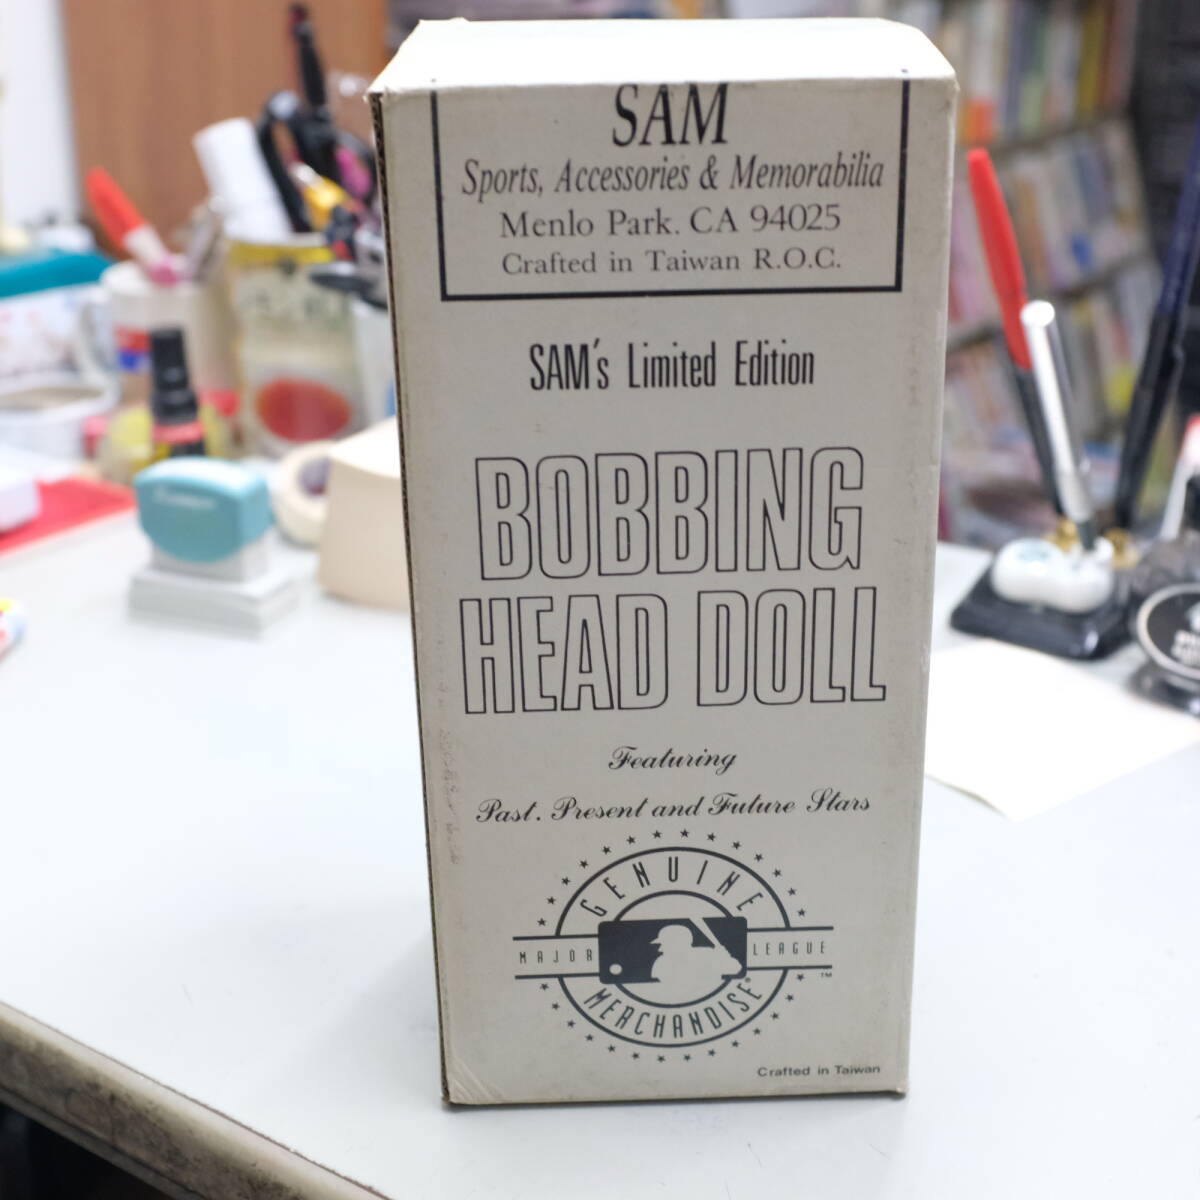 SAM
Sports, Accessories & Memorabilia
Menlo Park. CA 94025
Crafted in Taiwan R.O.C.
SAM's Limited Edition
BOBBING
HEAD DOLL
Featuring
Past. Present and Future Stars
GENUINE
MAJOR LEAGUE
TM
MERCHANDISE®
Crafted in Taiwan